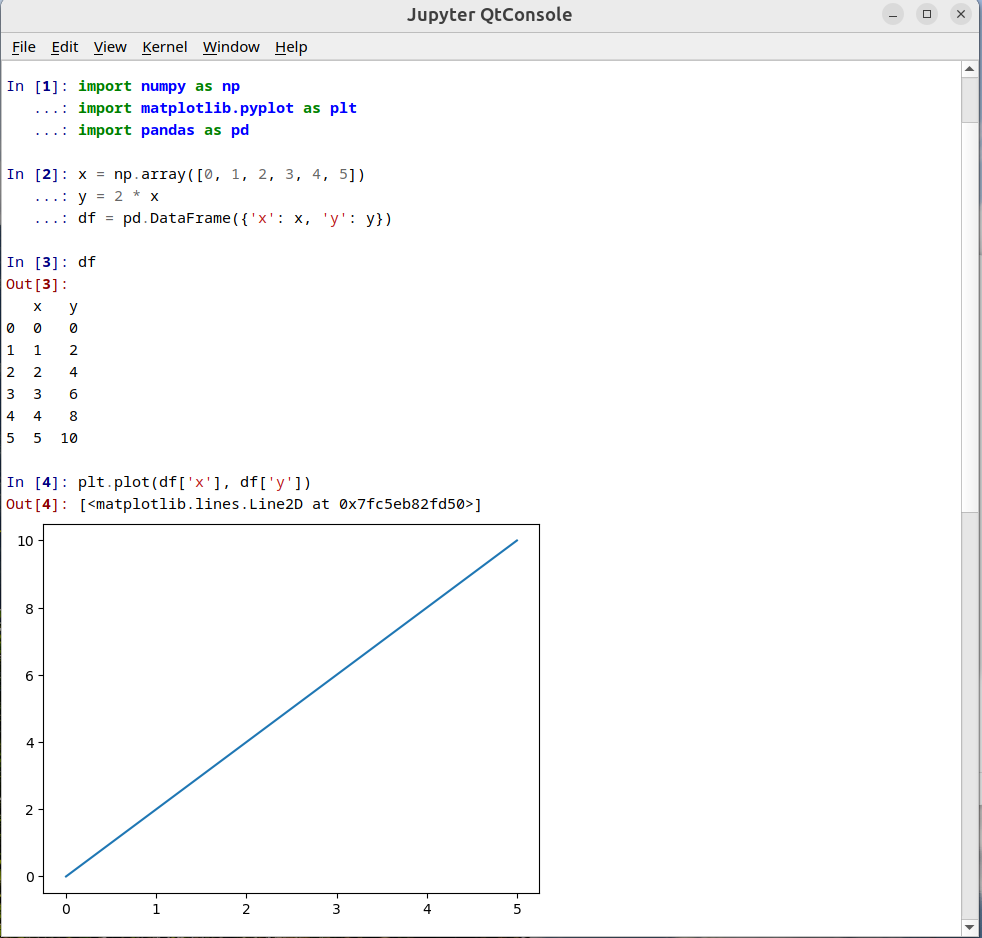 Jupyter QtConsole
File Edit View Kernel Window Help
In [1]: import numpy as np
   ...: import matplotlib.pyplot as plt
   ...: import pandas as pd
In [2]: x = np.array([0, 1, 2, 3, 4, 5])
   ...: y = 2 * x
   ...: df = pd.DataFrame({'x': x, 'y': y})
In [3]: df
Out[3]:
   x   y
0  0   0
1  1   2
2  2   4
3  3   6
4  4   8
5  5  10
In [4]: plt.plot(df['x'], df['y'])
Out[4]: [<matplotlib.lines.Line2D at 0x7fc5eb82fd50>]
10
8
6
4
2
0
0 1 2 3 4 5